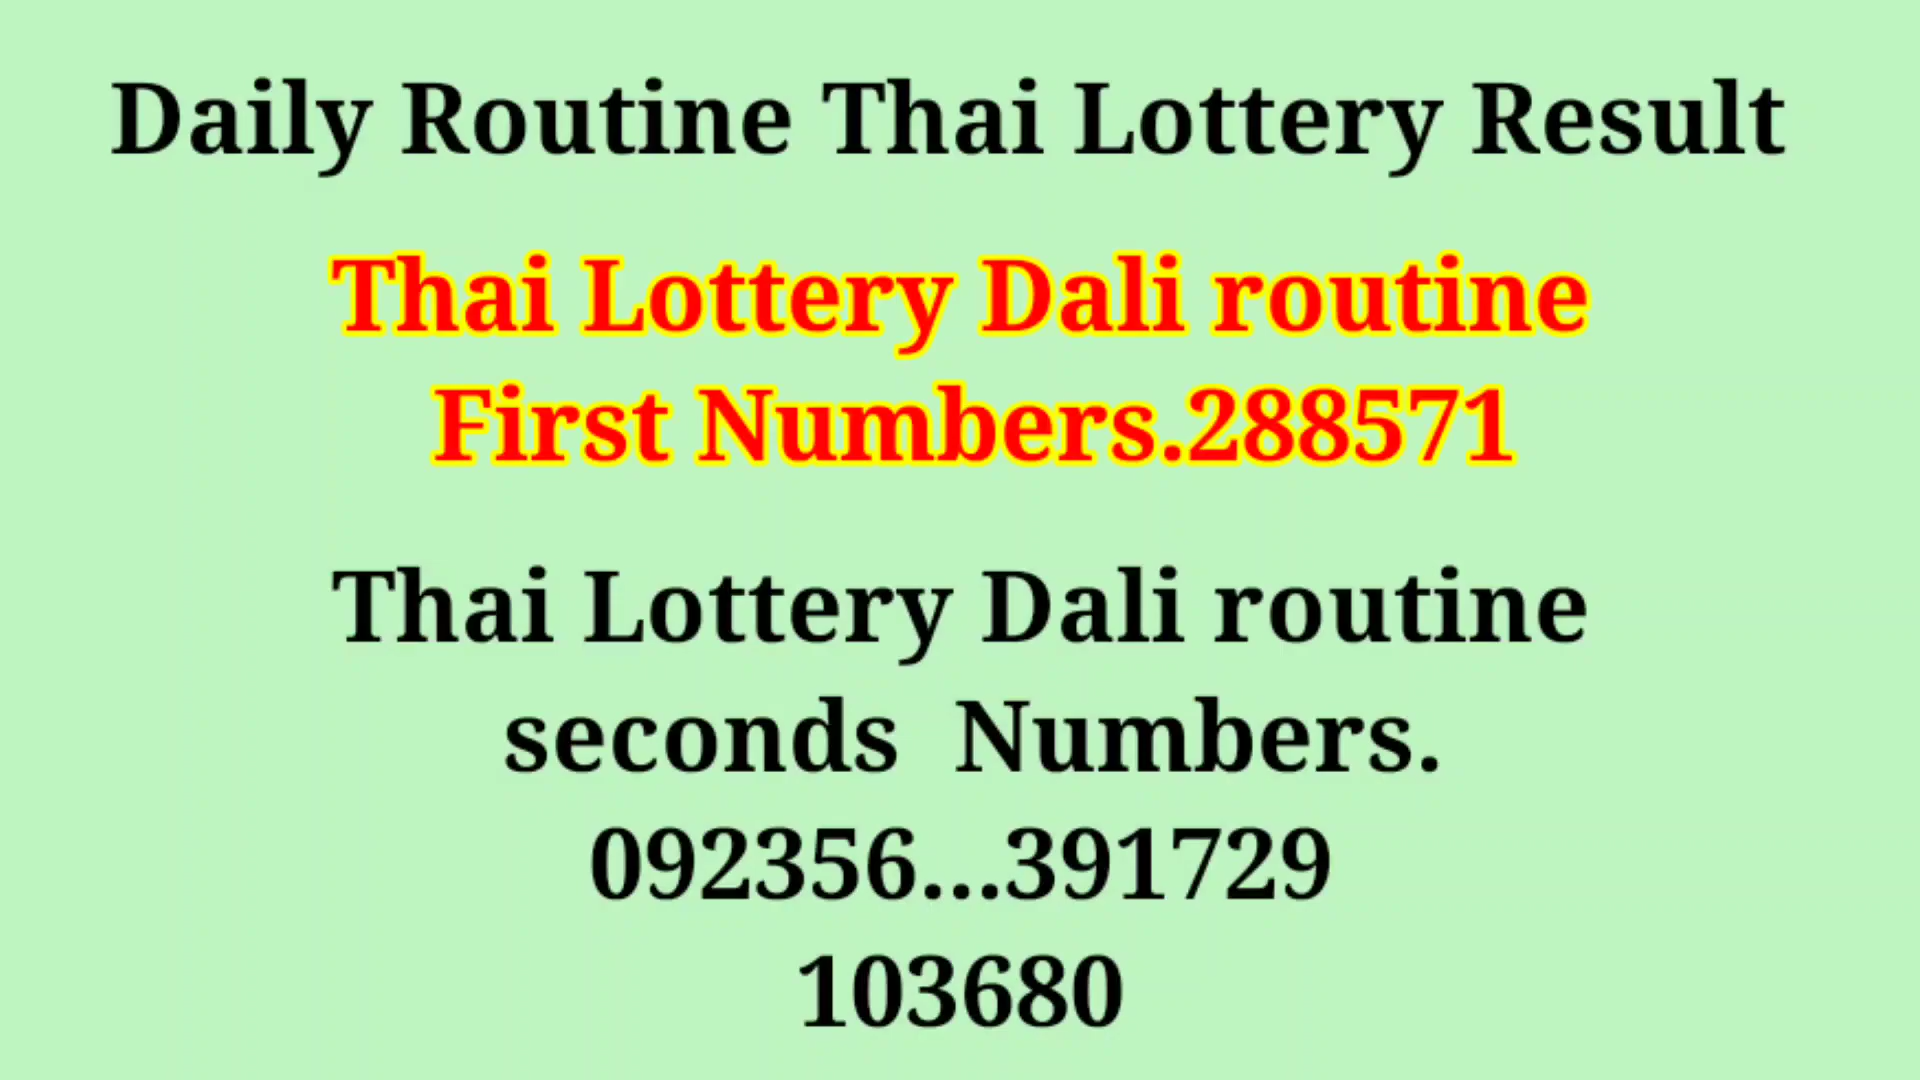 Daily Routine Thai Lottery Result
Thai Lottery Dali routine
First Numbers.288571
Thai Lottery Dali routine
seconds  Numbers.
092356...391729
103680